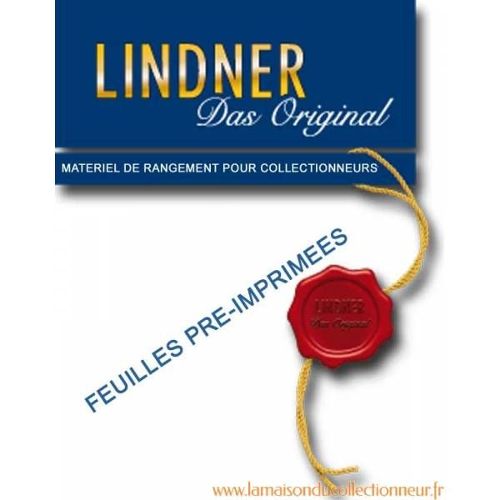 LINDNER
Das Original
MATERIEL DE RANGEMENT POUR COLLECTIONNEURS
FEUILLES PRE-IMPRIMEES
LINDNER
Das Original
www.lamaisonducollectionneur.fr